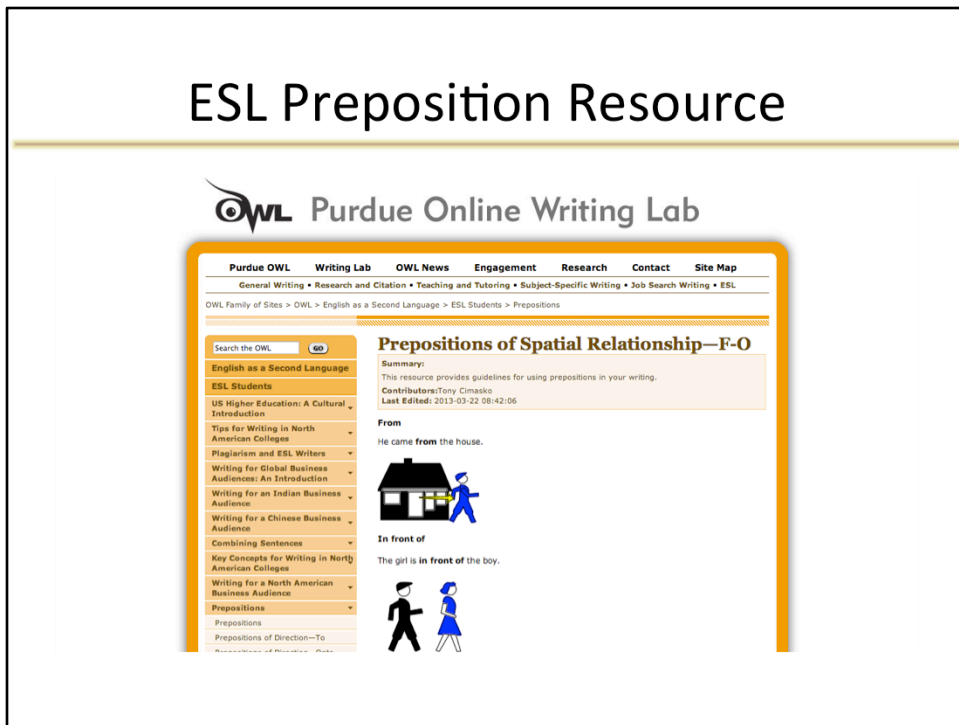 ESL Preposition Resource
OWL Purdue Online Writing Lab
Purdue OWL Writing Lab OWL News Engagement Research Contact Site Map
General Writing • Research and Citation • Teaching and Tutoring • Subject-Specific Writing • Job Search Writing • ESL
OWL Family of Sites > OWL > English as a Second Language > ESL Students > Prepositions
Search the OWL GO
English as a Second Language
ESL Students
US Higher Education: A Cultural
Introduction
Tips for Writing in North
American Colleges
Plagiarism and ESL Writers
Writing for Global Business
Audiences: An Introduction
Writing for an Indian Business
Audience
Writing for a Chinese Business
Audience
Combining Sentences
Key Concepts for Writing in North
American Colleges
Writing for a North American
Business Audience
Prepositions
Prepositions
Prepositions of Direction—To
Prepositions of Spatial Relationship—F-O
Summary:
This resource provides guidelines for using prepositions in your writing.
Contributors:Tony Cimasko
Last Edited: 2013-03-22 08:42:06
From
He came from the house.
In front of
The girl is in front of the boy.